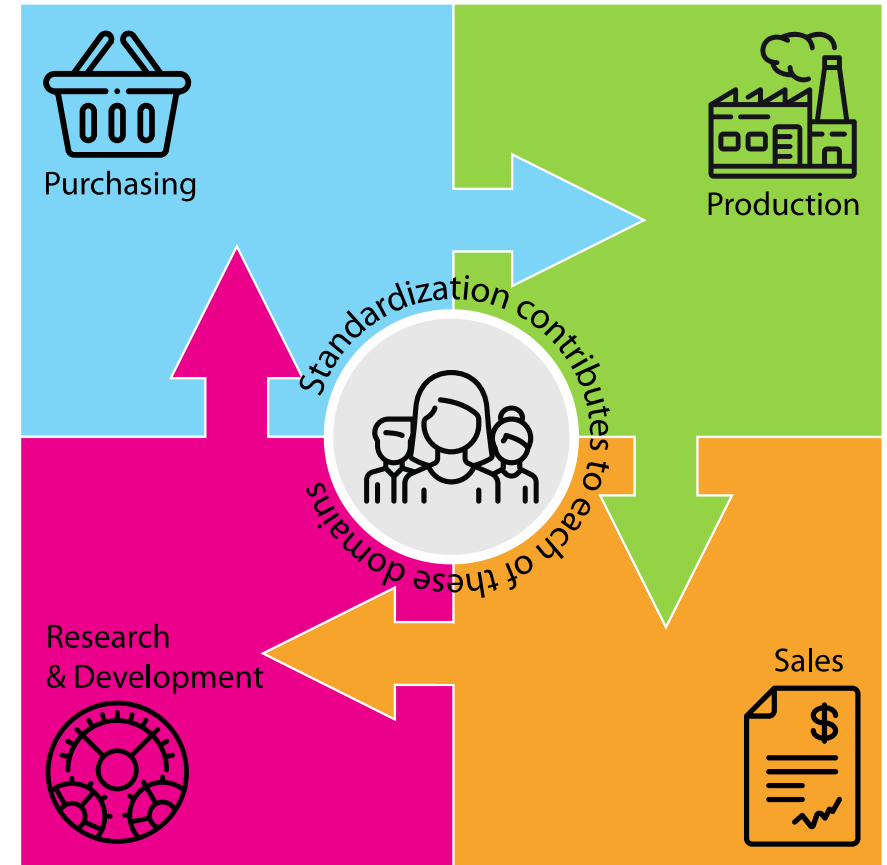 Purchasing
Production
Standardization contributes to each of these domains
Research
& Development
Sales
$